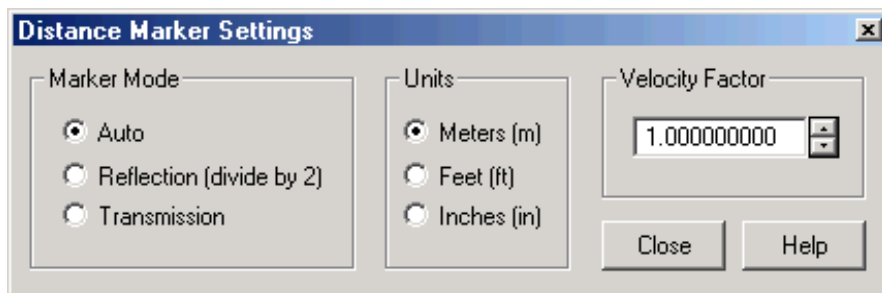 Distance Marker Settings
Marker Mode
Auto
Reflection (divide by 2)
Transmission
Units
Meters (m)
Feet (ft)
Inches (in)
Velocity Factor
1.000000000
Close
Help